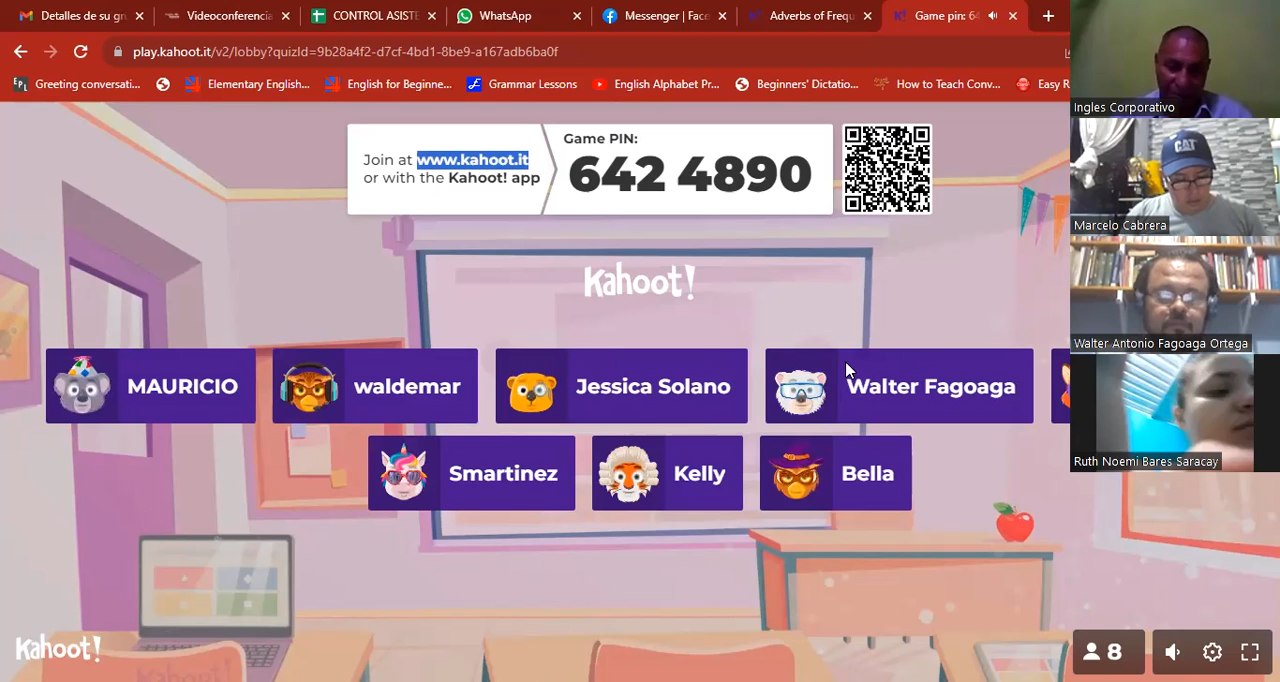 Detalles de su gr
Videoconferencia
CONTROL ASIST
WhatsApp
Messenger | Face
Adverbs of Frequ
Game pin: 64
play.kahoot.it/v2/lobby?quizId=9b28a4f2-d7cf-4bd1-8be9-a167adb6ba0f
Greeting conversati...
Elementary English...
English for Beginne...
Grammar Lessons
English Alphabet Pr...
Beginners' Dictatio...
How to Teach Conv...
Easy R
Join at www.kahoot.it
or with the Kahoot! app
Game PIN:
642 4890
Kahoot!
MAURICIO
waldemar
Jessica Solano
Walter Fagoaga
Smartinez
Kelly
Bella
Kahoot!
8
Ingles Corporativo
CAT
Marcelo Cabrera
Walter Antonio Fagoaga Ortega
Ruth Noemi Bares Saracay